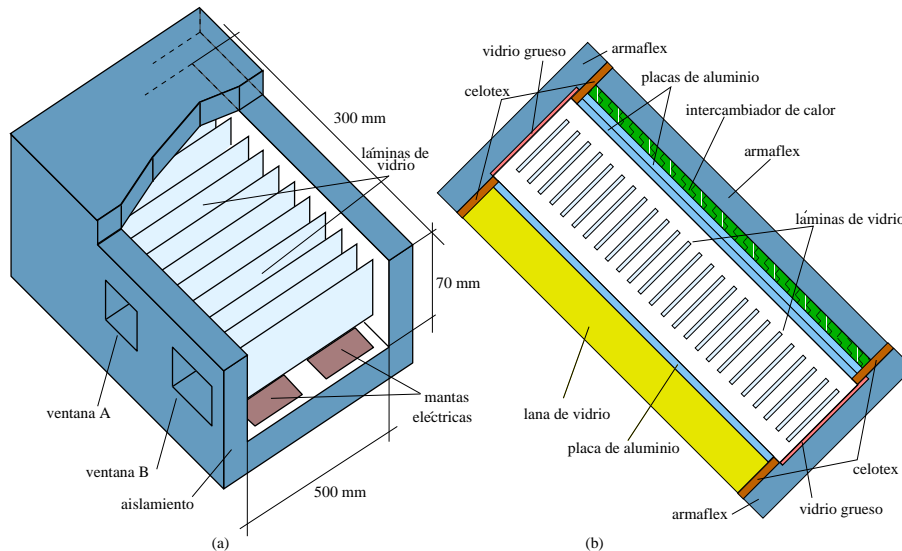 300 mm
láminas de
vidrio
70 mm
ventana A
ventana B
aislamiento
mantas
eléctricas
500 mm
(a)
vidrio grueso
armaflex
celotex
placas de aluminio
intercambiador de calor
armaflex
láminas de vidrio
lana de vidrio
placa de aluminio
celotex
vidrio grueso
armaflex
(b)